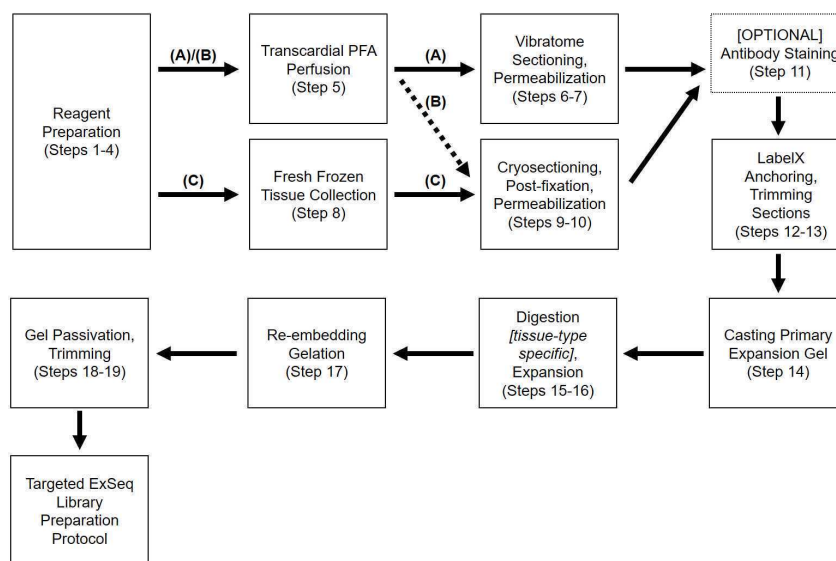 Reagent
Preparation
(Steps 1-4)
(A)/(B)
Transcardial PFA
Perfusion
(Step 5)
(A)
Vibratome
Sectioning,
Permeabilization
(Steps 6-7)
[OPTIONAL]
Antibody Staining
(Step 11)
(B)
(C)
Fresh Frozen
Tissue Collection
(Step 8)
(C)
Cryosectioning,
Post-fixation,
Permeabilization
(Steps 9-10)
LabelX
Anchoring,
Trimming
Sections
(Steps 12-13)
Casting Primary
Expansion Gel
(Step 14)
Digestion
[tissue-type
specific],
Expansion
(Steps 15-16)
Re-embedding
Gelation
(Step 17)
Gel Passivation,
Trimming
(Steps 18-19)
Targeted ExSeq
Library
Preparation
Protocol